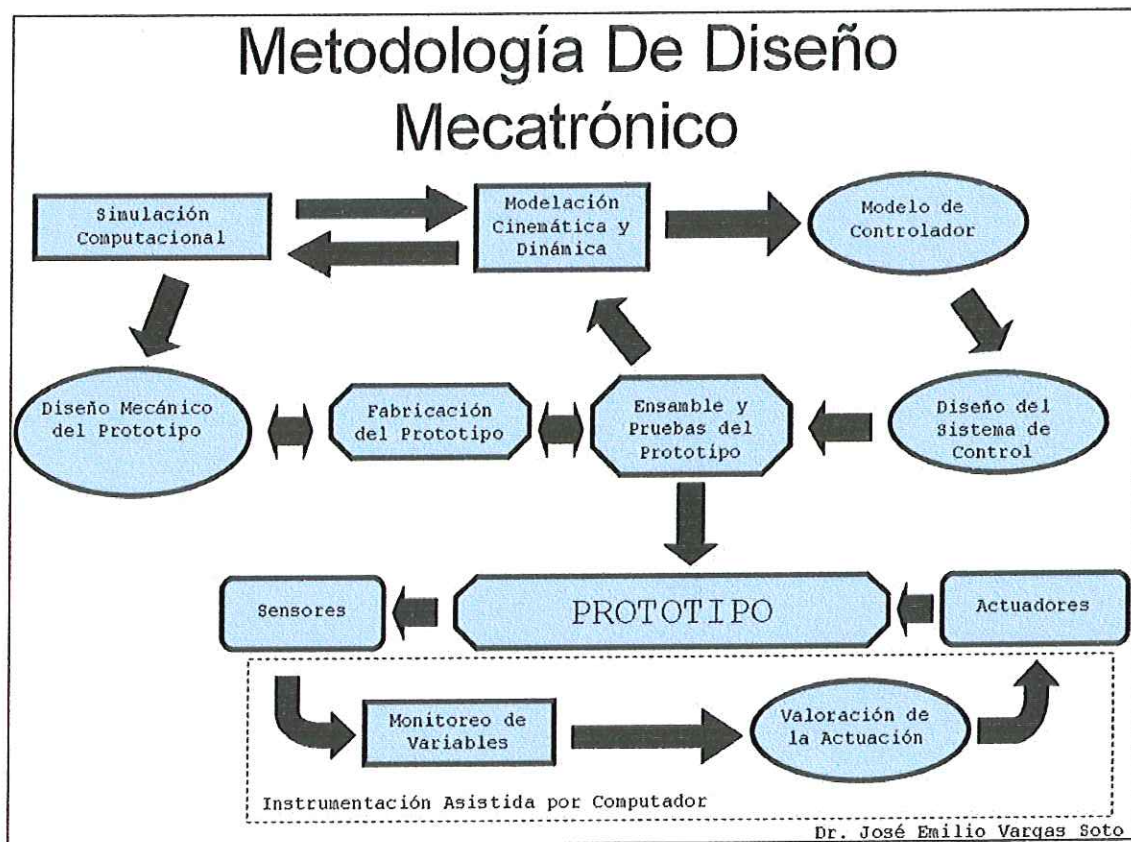 Metodología De Diseño
Mecatrónico
Simulación
Computacional
Modelación
Cinemática y
Dinámica
Modelo de
Controlador
Diseño Mecánico
del Prototipo
Fabricación
del Prototipo
Ensamble y
Pruebas del
Prototipo
Diseño del
Sistema de
Control
Sensores
PROTOTIPO
Actuadores
Monitoreo de
Variables
Valoración de
la Actuación
Instrumentación Asistida por Computador
Dr. José Emilio Vargas Soto